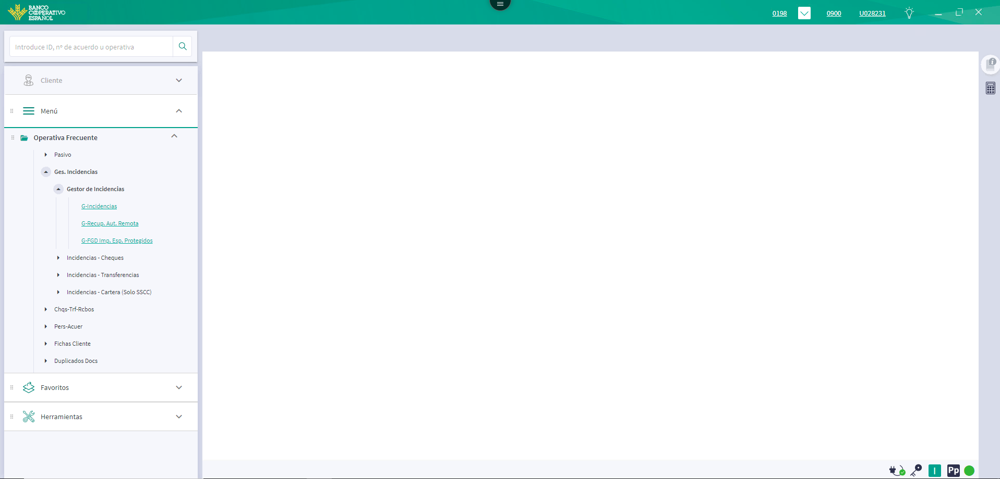 BANCO
COOPERATIVO
ESPAÑOL
0198
0900
U028231
Introduce ID, nº de acuerdo u operativa
Cliente
Menú
Operativa Frecuente
Pasivo
Ges. Incidencias
Gestor de Incidencias
G-Incidencias
G-Recup. Aut. Remota
G-FGD Imp. Esp. Protegidos
Incidencias - Cheques
Incidencias - Transferencias
Incidencias - Cartera (Solo SSCC)
Chqs-Trf-Rcbos
Pers-Acuer
Fichas Cliente
Duplicados Docs
Favoritos
Herramientas
I
Pp